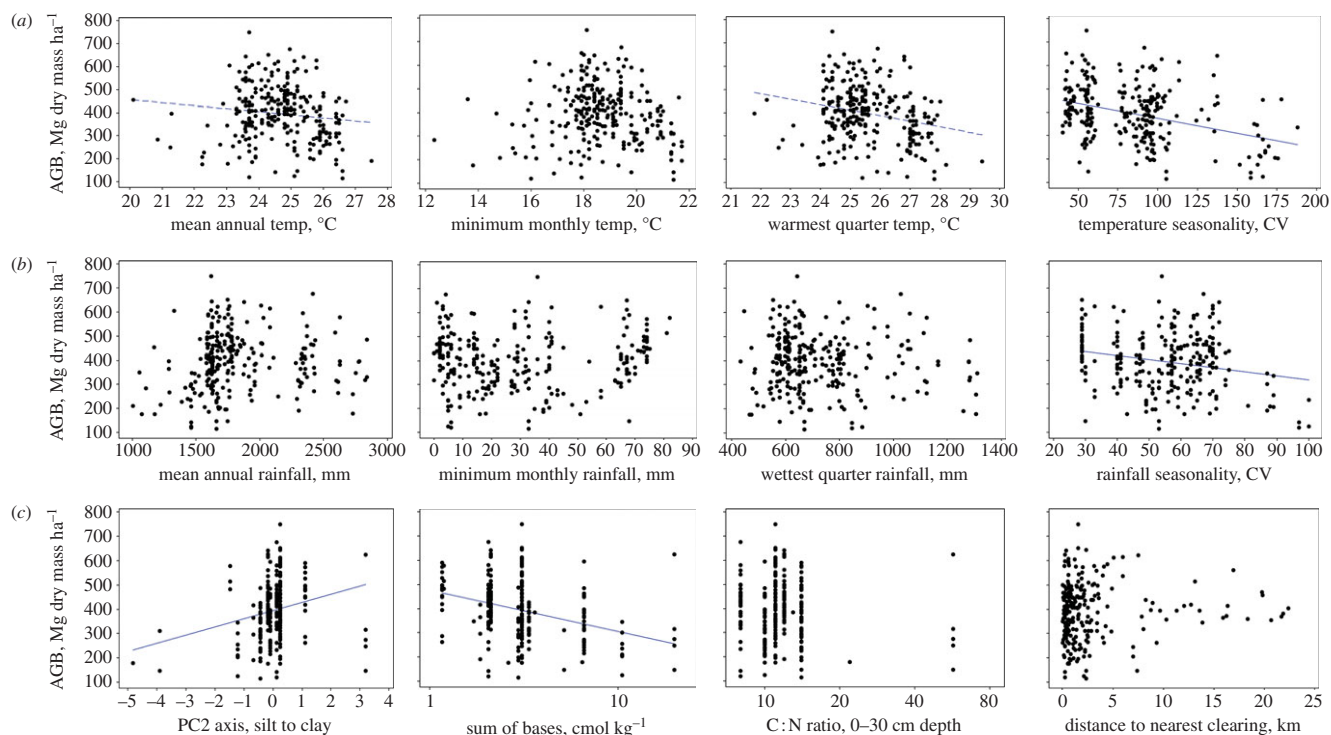 (a)
AGB, Mg dry mass ha⁻¹
800
700
600
500
400
300
200
100
20 21 22 23 24 25 26 27 28
mean annual temp, °C
12 14 16 18 20 22
minimum monthly temp, °C
21 22 23 24 25 26 27 28 29 30
warmest quarter temp, °C
50 75 100 125 150 175 200
temperature seasonality, CV
(b)
AGB, Mg dry mass ha⁻¹
800
700
600
500
400
300
200
100
1000 1500 2000 2500 3000
mean annual rainfall, mm
0 10 20 30 40 50 60 70 80 90
minimum monthly rainfall, mm
400 600 800 1000 1200 1400
wettest quarter rainfall, mm
20 30 40 50 60 70 80 90 100
rainfall seasonality, CV
(c)
AGB, Mg dry mass ha⁻¹
800
700
600
500
400
300
200
100
–5 –4 –3 –2 –1 0 1 2 3 4
PC2 axis, silt to clay
1 10
sum of bases, cmol kg⁻¹
10 20 40 80
C:N ratio, 0–30 cm depth
0 5 10 15 20 25
distance to nearest clearing, km